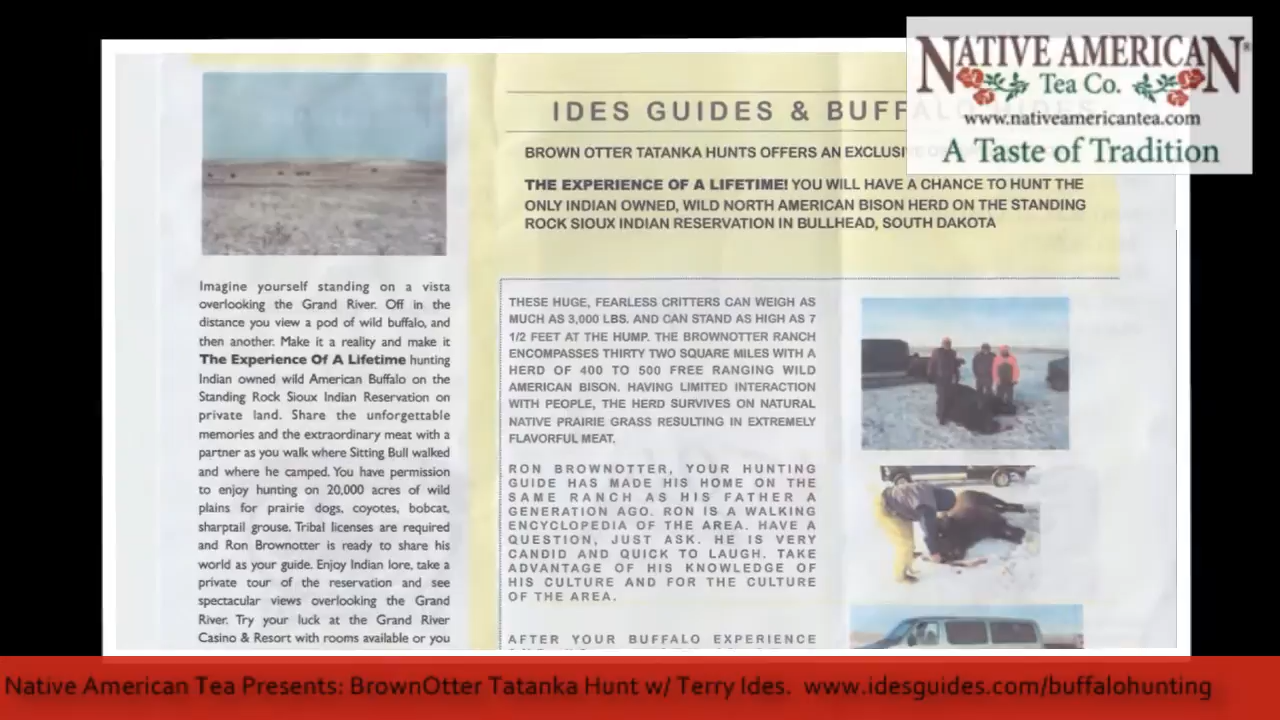 NATIVE AMERICAN®
Tea Co.
www.nativeamericantea.com
A Taste of Tradition
IDES GUIDES & BUFFALO
BROWN OTTER TATANKA HUNTS OFFERS AN EXCLUSI
THE EXPERIENCE OF A LIFETIME! YOU WILL HAVE A CHANCE TO HUNT THE
ONLY INDIAN OWNED, WILD NORTH AMERICAN BISON HERD ON THE STANDING
ROCK SIOUX INDIAN RESERVATION IN BULLHEAD, SOUTH DAKOTA
Imagine yourself standing on a vista
overlooking the Grand River. Off in the
distance you view a pod of wild buffalo, and
then another. Make it a reality and make it
The Experience Of A Lifetime hunting
Indian owned wild American Buffalo on the
Standing Rock Sioux Indian Reservation on
private land. Share the unforgettable
memories and the extraordinary meat with a
partner as you walk where Sitting Bull walked
and where he camped. You have permission
to enjoy hunting on 20,000 acres of wild
plains for prairie dogs, coyotes, bobcat,
sharptail grouse. Tribal licenses are required
and Ron Brownotter is ready to share his
world as your guide. Enjoy Indian lore, take a
private tour of the reservation and see
spectacular views overlooking the Grand
River. Try your luck at the Grand River
Casino & Resort with rooms available or you
THESE HUGE, FEARLESS CRITTERS CAN WEIGH AS
MUCH AS 3,000 LBS. AND CAN STAND AS HIGH AS 7
1/2 FEET AT THE HUMP. THE BROWNOTTER RANCH
ENCOMPASSES THIRTY TWO SQUARE MILES WITH A
HERD OF 400 TO 500 FREE RANGING WILD
AMERICAN BISON. HAVING LIMITED INTERACTION
WITH PEOPLE, THE HERD SURVIVES ON NATURAL
NATIVE PRAIRIE GRASS RESULTING IN EXTREMELY
FLAVORFUL MEAT.
RON BROWNOTTER, YOUR HUNTING
GUIDE HAS MADE HIS HOME ON THE
SAME RANCH AS HIS FATHER A
GENERATION AGO. RON IS A WALKING
ENCYCLOPEDIA OF THE AREA. HAVE A
QUESTION, JUST ASK. HE IS VERY
CANDID AND QUICK TO LAUGH. TAKE
ADVANTAGE OF HIS KNOWLEDGE OF
HIS CULTURE AND FOR THE CULTURE
OF THE AREA.
AFTER YOUR BUFFALO EXPERIENCE
Native American Tea Presents: BrownOtter Tatanka Hunt w/ Terry Ides. www.idesguides.com/buffalohunting